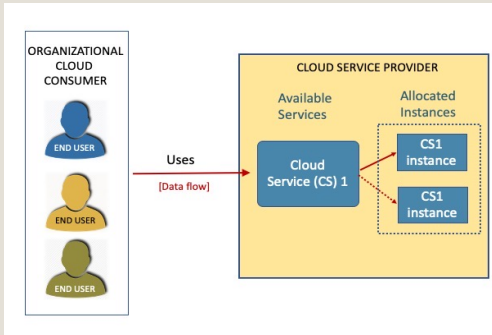 ORGANIZATIONAL
CLOUD
CONSUMER
END USER
END USER
END USER
Uses
[Data flow]
CLOUD SERVICE PROVIDER
Available
Services
Allocated
Instances
Cloud
Service (CS) 1
CS1
instance
CS1
instance